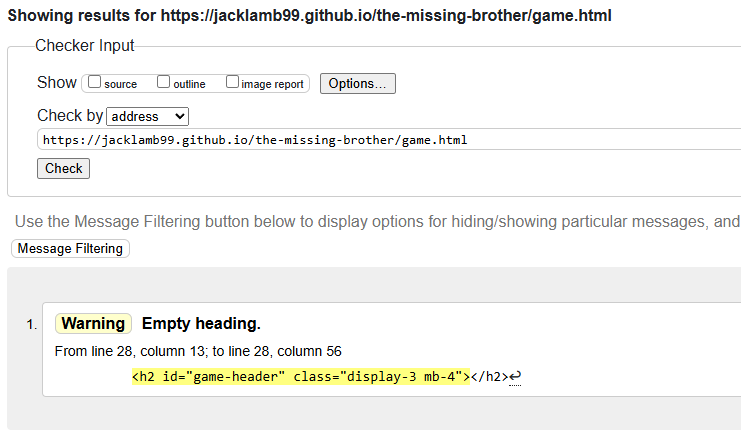 Showing results for https://jacklamb99.github.io/the-missing-brother/game.html
Checker Input
Show source outline image report Options...
Check by address
https://jacklamb99.github.io/the-missing-brother/game.html
Check
Use the Message Filtering button below to display options for hiding/showing particular messages, and
Message Filtering
1. Warning Empty heading.
From line 28, column 13; to line 28, column 56
<h2 id="game-header" class="display-3 mb-4"></h2>↩